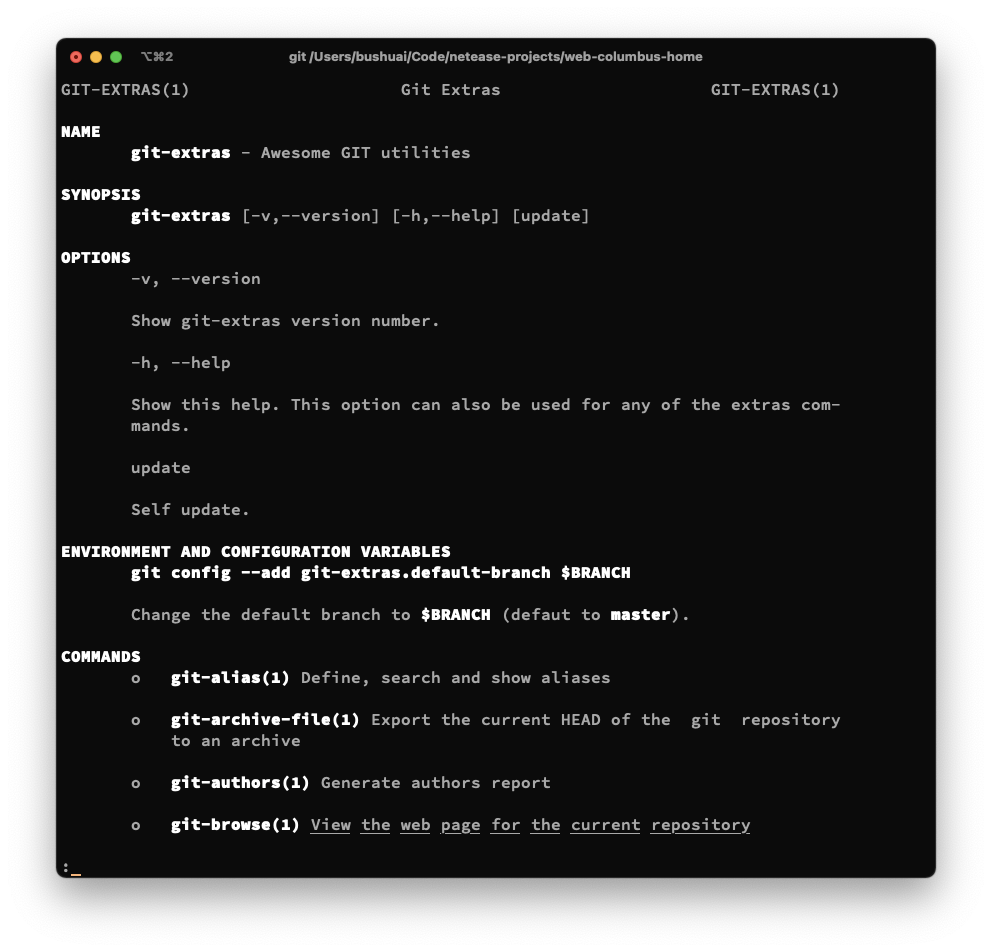 ⌥⌘2 git /Users/bushuai/Code/netease-projects/web-columbus-home
GIT-EXTRAS(1) Git Extras GIT-EXTRAS(1)
NAME
git-extras - Awesome GIT utilities
SYNOPSIS
git-extras [-v,--version] [-h,--help] [update]
OPTIONS
-v, --version
Show git-extras version number.
-h, --help
Show this help. This option can also be used for any of the extras com-
mands.
update
Self update.
ENVIRONMENT AND CONFIGURATION VARIABLES
git config --add git-extras.default-branch $BRANCH
Change the default branch to $BRANCH (defaut to master).
COMMANDS
o git-alias(1) Define, search and show aliases
o git-archive-file(1) Export the current HEAD of the git repository
to an archive
o git-authors(1) Generate authors report
o git-browse(1) View the web page for the current repository
: